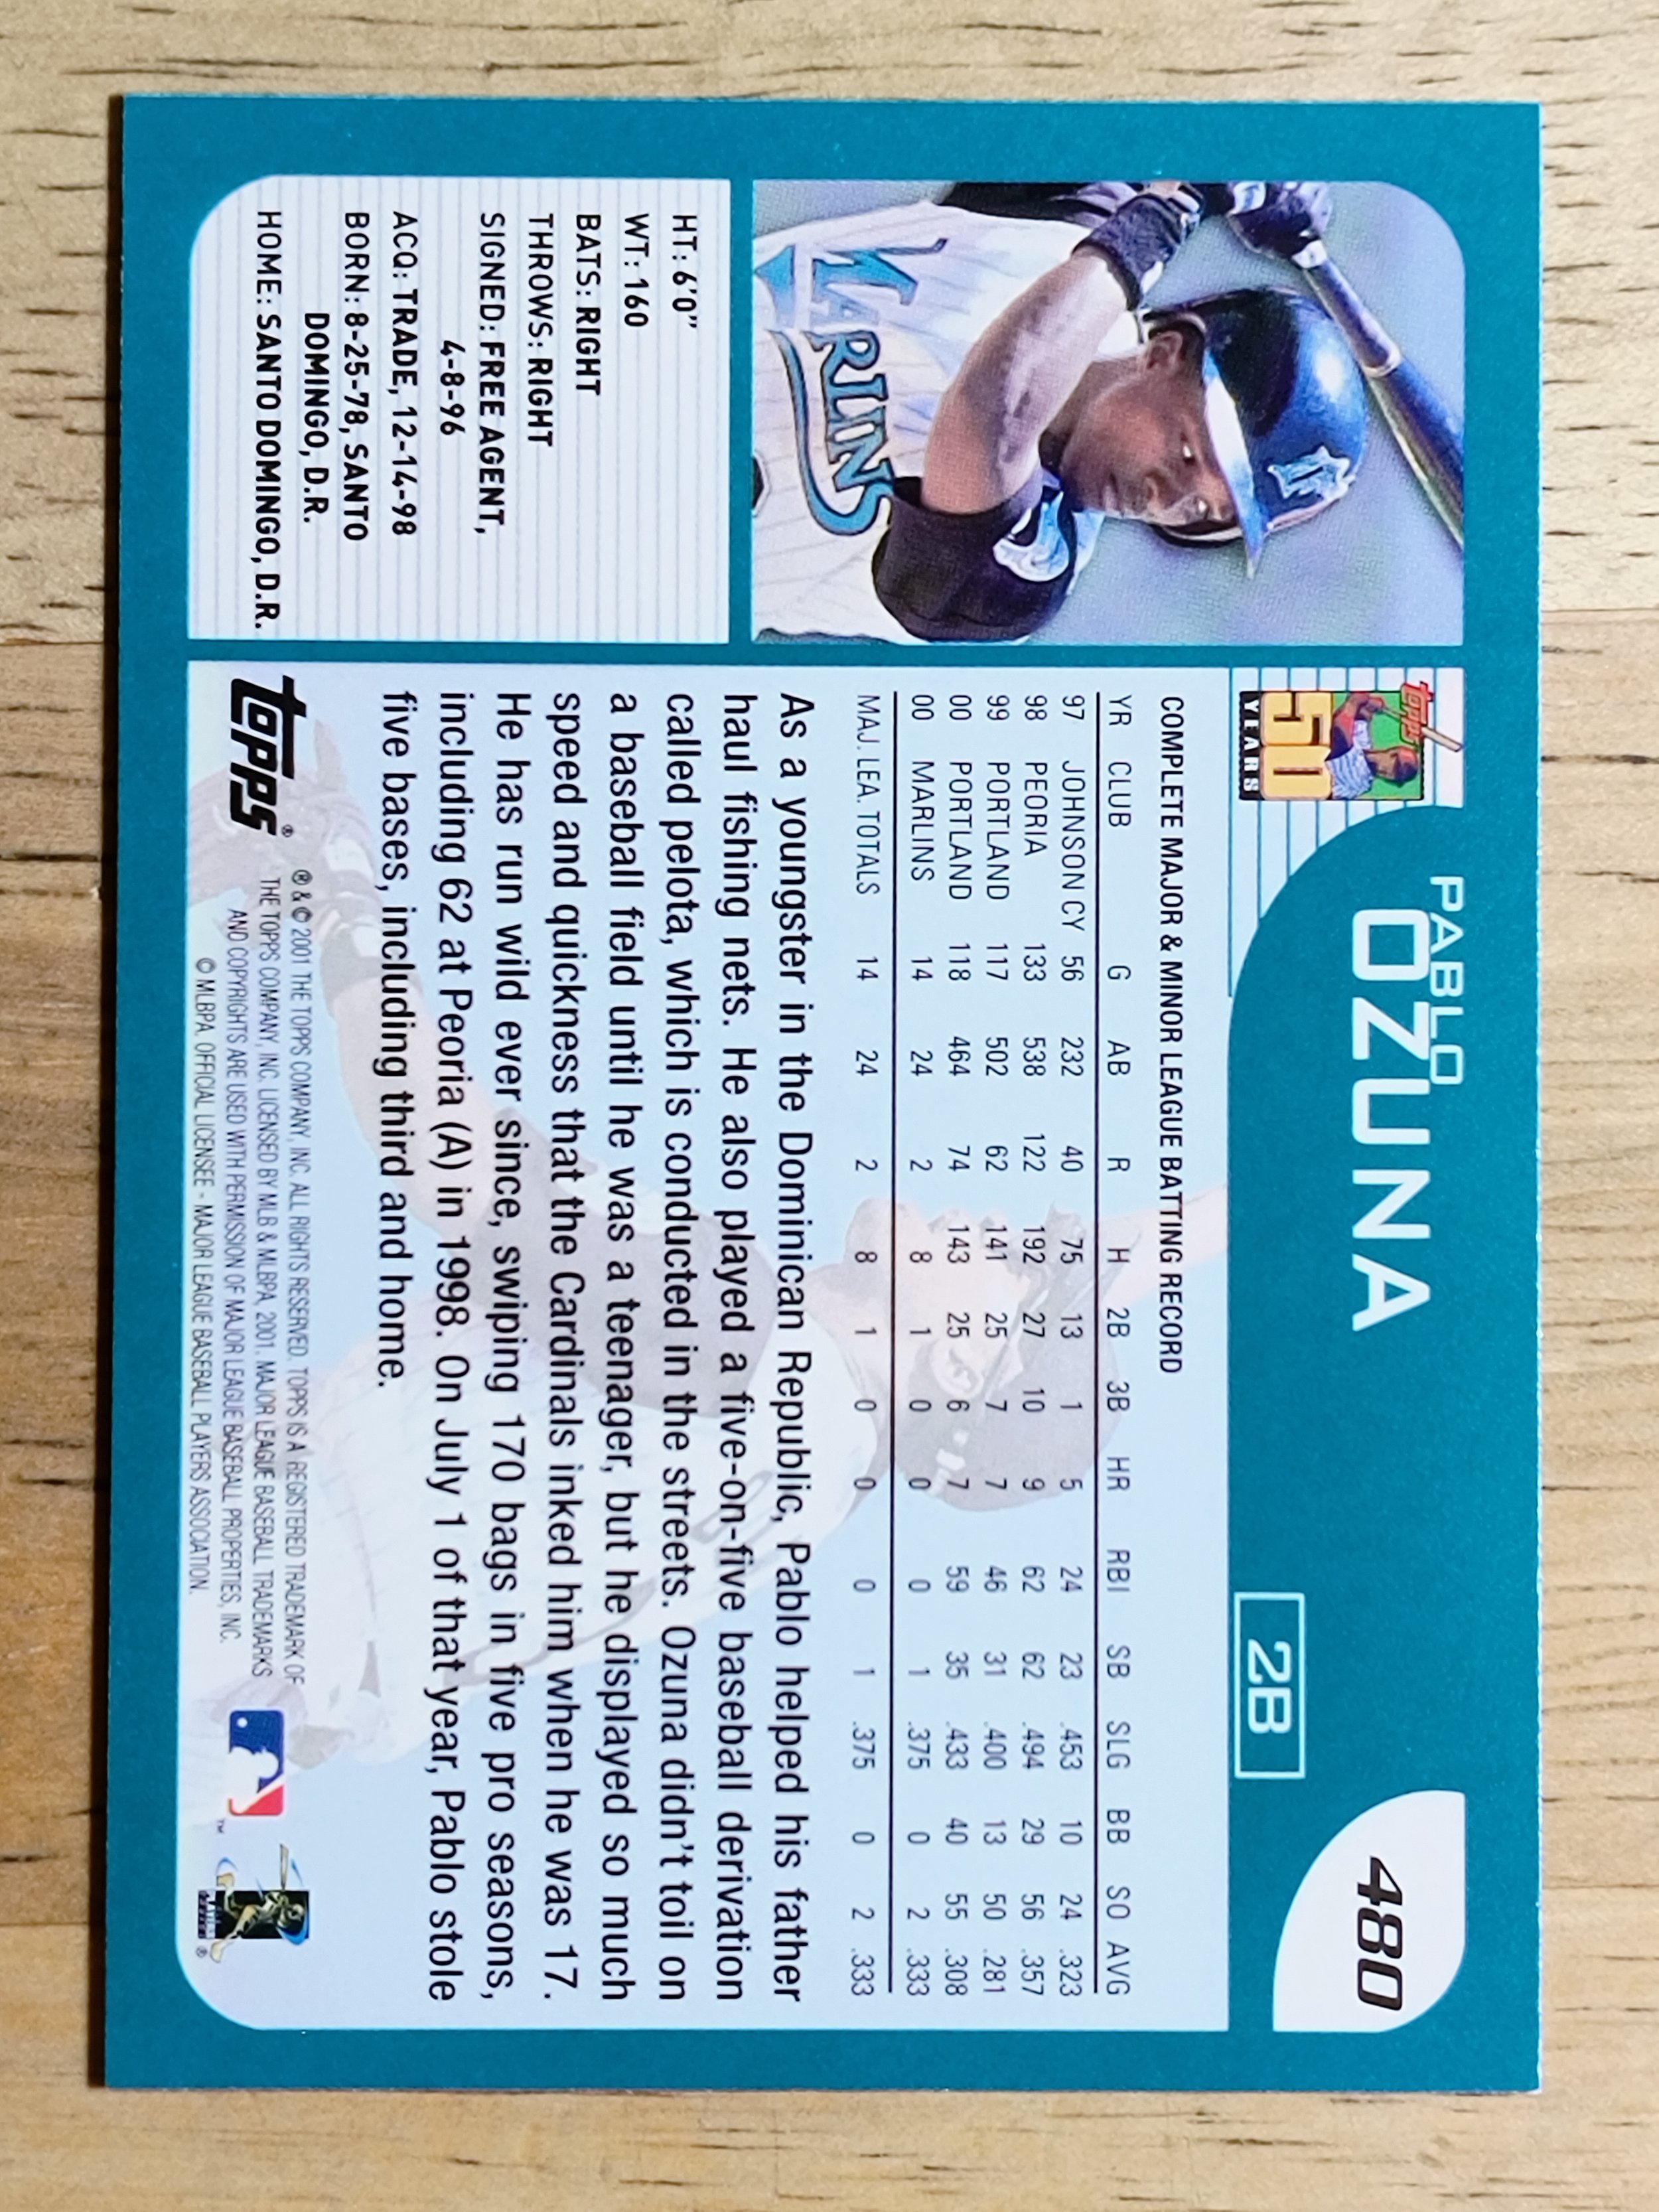 topps
50
YEARS
PABLO
OZUNA
2B
480
MARLINS
F
HT: 6'0"
WT: 160
BATS: RIGHT
THROWS: RIGHT
SIGNED: FREE AGENT,
4-8-96
ACQ: TRADE, 12-14-98
BORN: 8-25-78, SANTO
DOMINGO, D.R.
HOME: SANTO DOMINGO, D.R.
COMPLETE MAJOR & MINOR LEAGUE BATTING RECORD
YR CLUB G AB R H 2B 3B HR RBI SB SLG BB SO AVG
97 JOHNSON CY 56 232 40 75 13 1 5 24 23 .453 10 24 .323
98 PEORIA 133 538 122 192 27 10 9 62 62 .494 29 56 .357
99 PORTLAND 117 502 62 141 25 7 7 46 31 .400 13 50 .281
00 PORTLAND 118 464 74 143 25 6 7 59 35 .433 40 55 .308
00 MARLINS 14 24 2 8 1 0 0 0 1 .375 0 2 .333
MAJ. LEA. TOTALS 14 24 2 8 1 0 0 0 1 .375 0 2 .333
As a youngster in the Dominican Republic, Pablo helped his father
haul fishing nets. He also played a five-on-five baseball derivation
called pelota, which is conducted in the streets. Ozuna didn't toil on
a baseball field until he was a teenager, but he displayed so much
speed and quickness that the Cardinals inked him when he was 17.
He has run wild ever since, swiping 170 bags in five pro seasons,
including 62 at Peoria (A) in 1998. On July 1 of that year, Pablo stole
five bases, including third and home.
topps®
® & © 2001 THE TOPPS COMPANY, INC. ALL RIGHTS RESERVED. TOPPS IS A REGISTERED TRADEMARK OF
THE TOPPS COMPANY, INC. LICENSED BY MLB & MLBPA, 2001. MAJOR LEAGUE BASEBALL TRADEMARKS
AND COPYRIGHTS ARE USED WITH PERMISSION OF MAJOR LEAGUE BASEBALL PROPERTIES, INC.
© MLBPA. OFFICIAL LICENSEE - MAJOR LEAGUE BASEBALL PLAYERS ASSOCIATION.
™
®